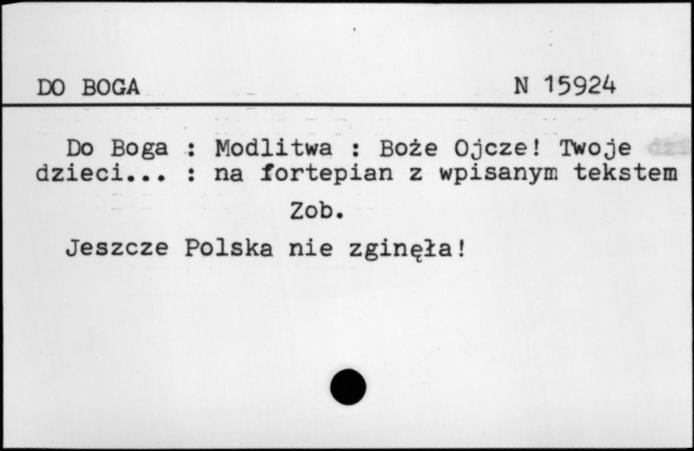 DO BOGA N 15924
Do Boga : Modlitwa : Boże Ojcze! Twoje
dzieci... : na fortepian z wpisanym tekstem
Zob.
Jeszcze Polska nie zginęła!